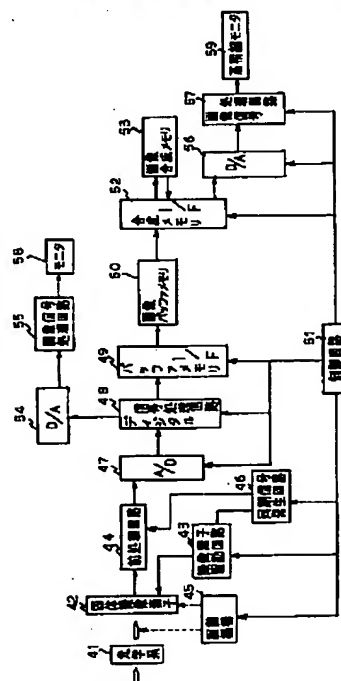 41
光学系
42
固体撮像素子
44
前処理回路
47
A/D
48
ディジタル
信号処理回路
49
バッファメモリ
I/F
50
画像
バッファメモリ
52
合成メモリ
I/F
53
画像
合成メモリ
54
D/A
55
画像信号
処理回路
58
モニタ
56
D/A
57
画像信号
処理回路
59
高精細モニタ
43
撮像素子
駆動回路
45
46
同期信号
発生回路
51
制御回路